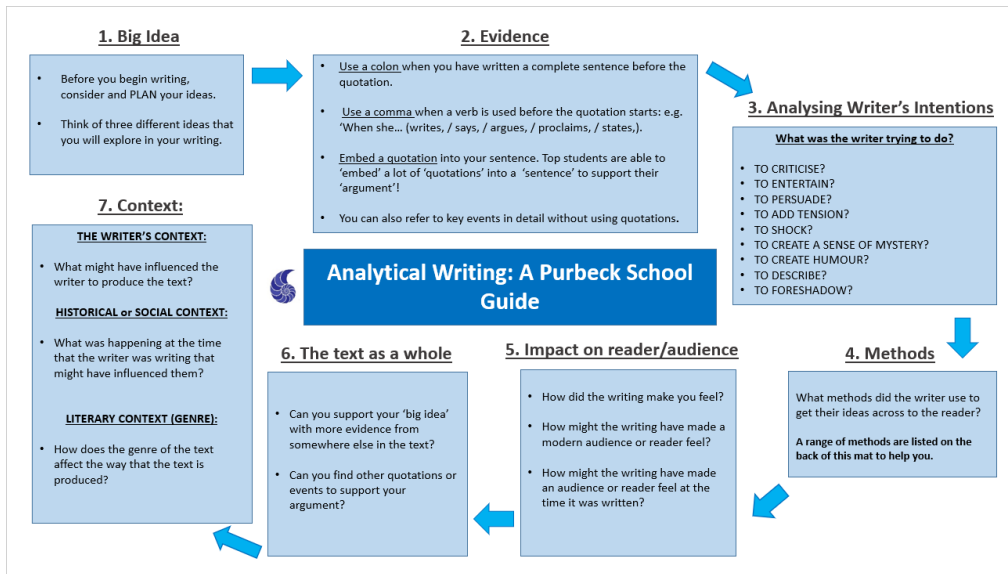 1. Big Idea
• Before you begin writing,
consider and PLAN your ideas.
• Think of three different ideas that
you will explore in your writing.
2. Evidence
• Use a colon when you have written a complete sentence before the
quotation.
• Use a comma when a verb is used before the quotation starts: e.g.
‘When she… (writes, / says, / argues, / proclaims, / states,).
• Embed a quotation into your sentence. Top students are able to
‘embed’ a lot of ‘quotations’ into a ‘sentence’ to support their
‘argument’!
• You can also refer to key events in detail without using quotations.
3. Analysing Writer’s Intentions
What was the writer trying to do?
• TO CRITICISE?
• TO ENTERTAIN?
• TO PERSUADE?
• TO ADD TENSION?
• TO SHOCK?
• TO CREATE A SENSE OF MYSTERY?
• TO CREATE HUMOUR?
• TO DESCRIBE?
• TO FORESHADOW?
Analytical Writing: A Purbeck School
Guide
4. Methods
What methods did the writer use to
get their ideas across to the reader?
A range of methods are listed on the
back of this mat to help you.
5. Impact on reader/audience
• How did the writing make you feel?
• How might the writing have made a
modern audience or reader feel?
• How might the writing have made
an audience or reader feel at the
time it was written?
6. The text as a whole
• Can you support your ‘big idea’
with more evidence from
somewhere else in the text?
• Can you find other quotations or
events to support your
argument?
7. Context:
THE WRITER’S CONTEXT:
• What might have influenced the
writer to produce the text?
HISTORICAL or SOCIAL CONTEXT:
• What was happening at the time
that the writer was writing that
might have influenced them?
LITERARY CONTEXT (GENRE):
• How does the genre of the text
affect the way that the text is
produced?